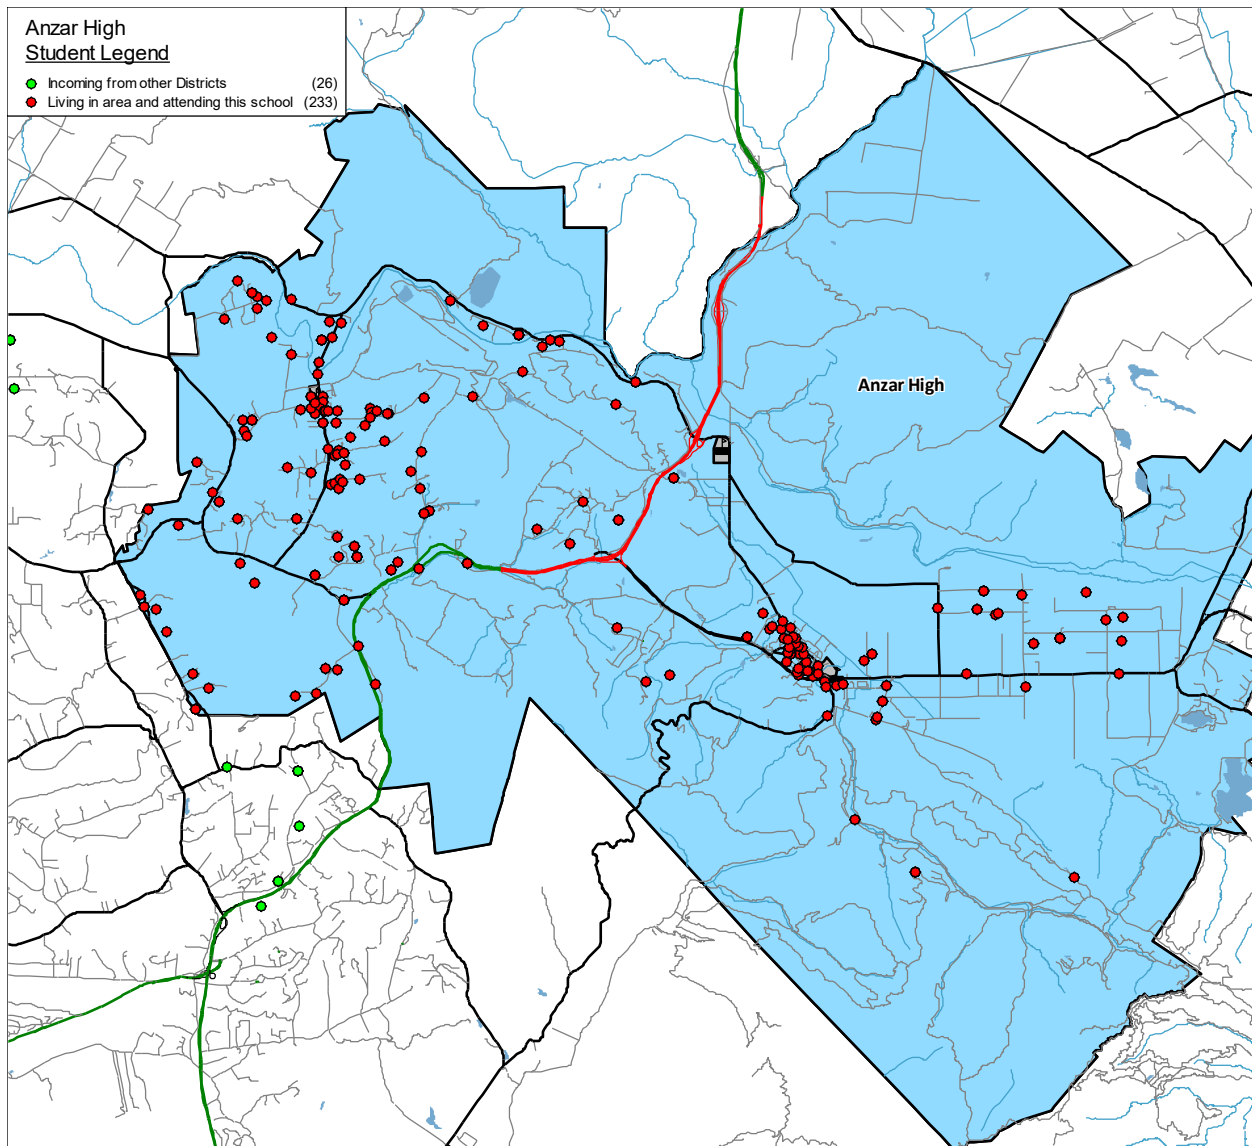 Anzar High
Student Legend
Incoming from other Districts (26)
Living in area and attending this school (233)
Anzar High